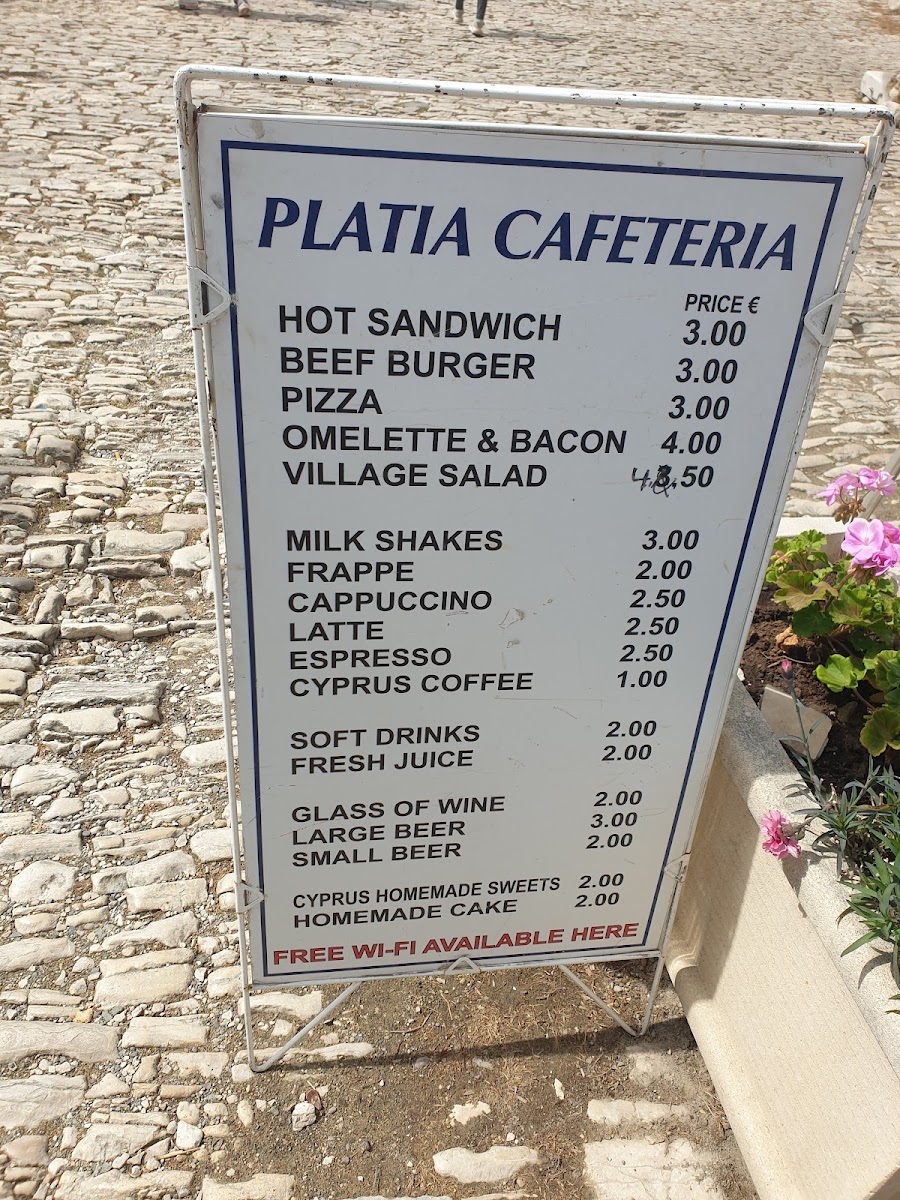 PLATIA CAFETERIA
PRICE €
HOT SANDWICH 3.00
BEEF BURGER 3.00
PIZZA 3.00
OMELETTE & BACON 4.00
VILLAGE SALAD 4.50
MILK SHAKES 3.00
FRAPPE 2.00
CAPPUCCINO 2.50
LATTE 2.50
ESPRESSO 2.50
CYPRUS COFFEE 1.00
SOFT DRINKS 2.00
FRESH JUICE 2.00
GLASS OF WINE 2.00
LARGE BEER 3.00
SMALL BEER 2.00
CYPRUS HOMEMADE SWEETS 2.00
HOMEMADE CAKE 2.00
FREE WI-FI AVAILABLE HERE